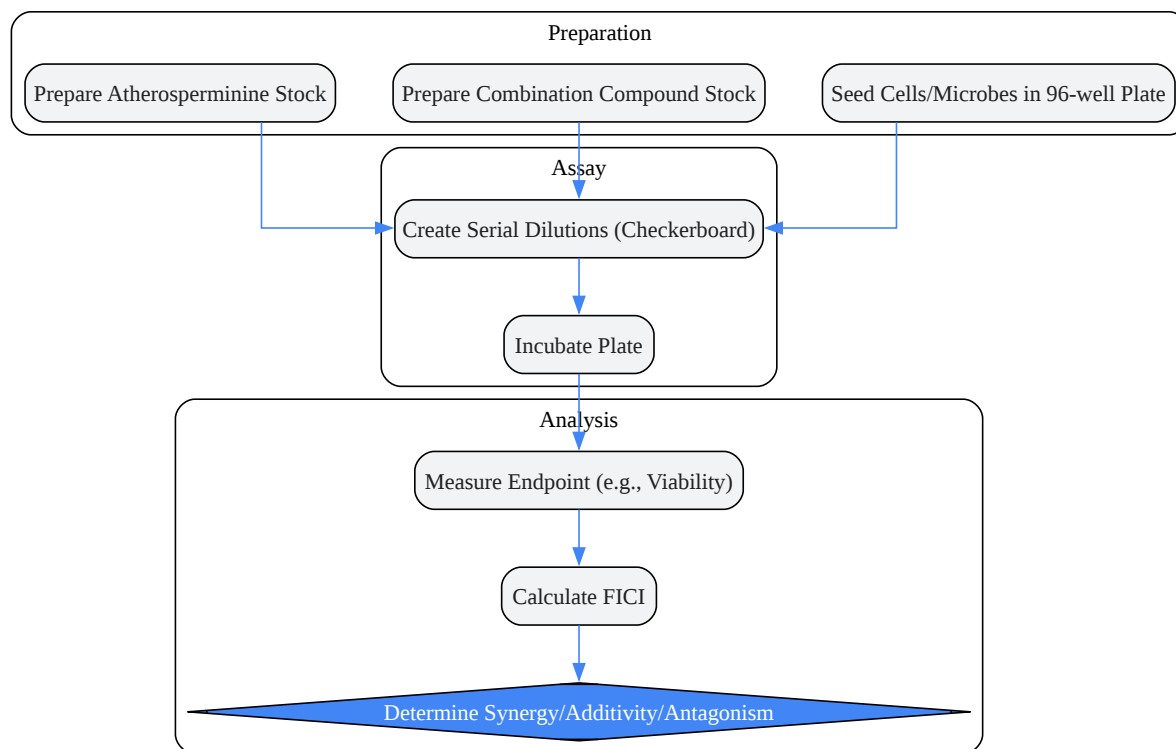 Preparation
Prepare Atherosperminine Stock
Prepare Combination Compound Stock
Seed Cells/Microbes in 96-well Plate
Assay
Create Serial Dilutions (Checkerboard)
Incubate Plate
Analysis
Measure Endpoint (e.g., Viability)
Calculate FICI
Determine Synergy/Additivity/Antagonism